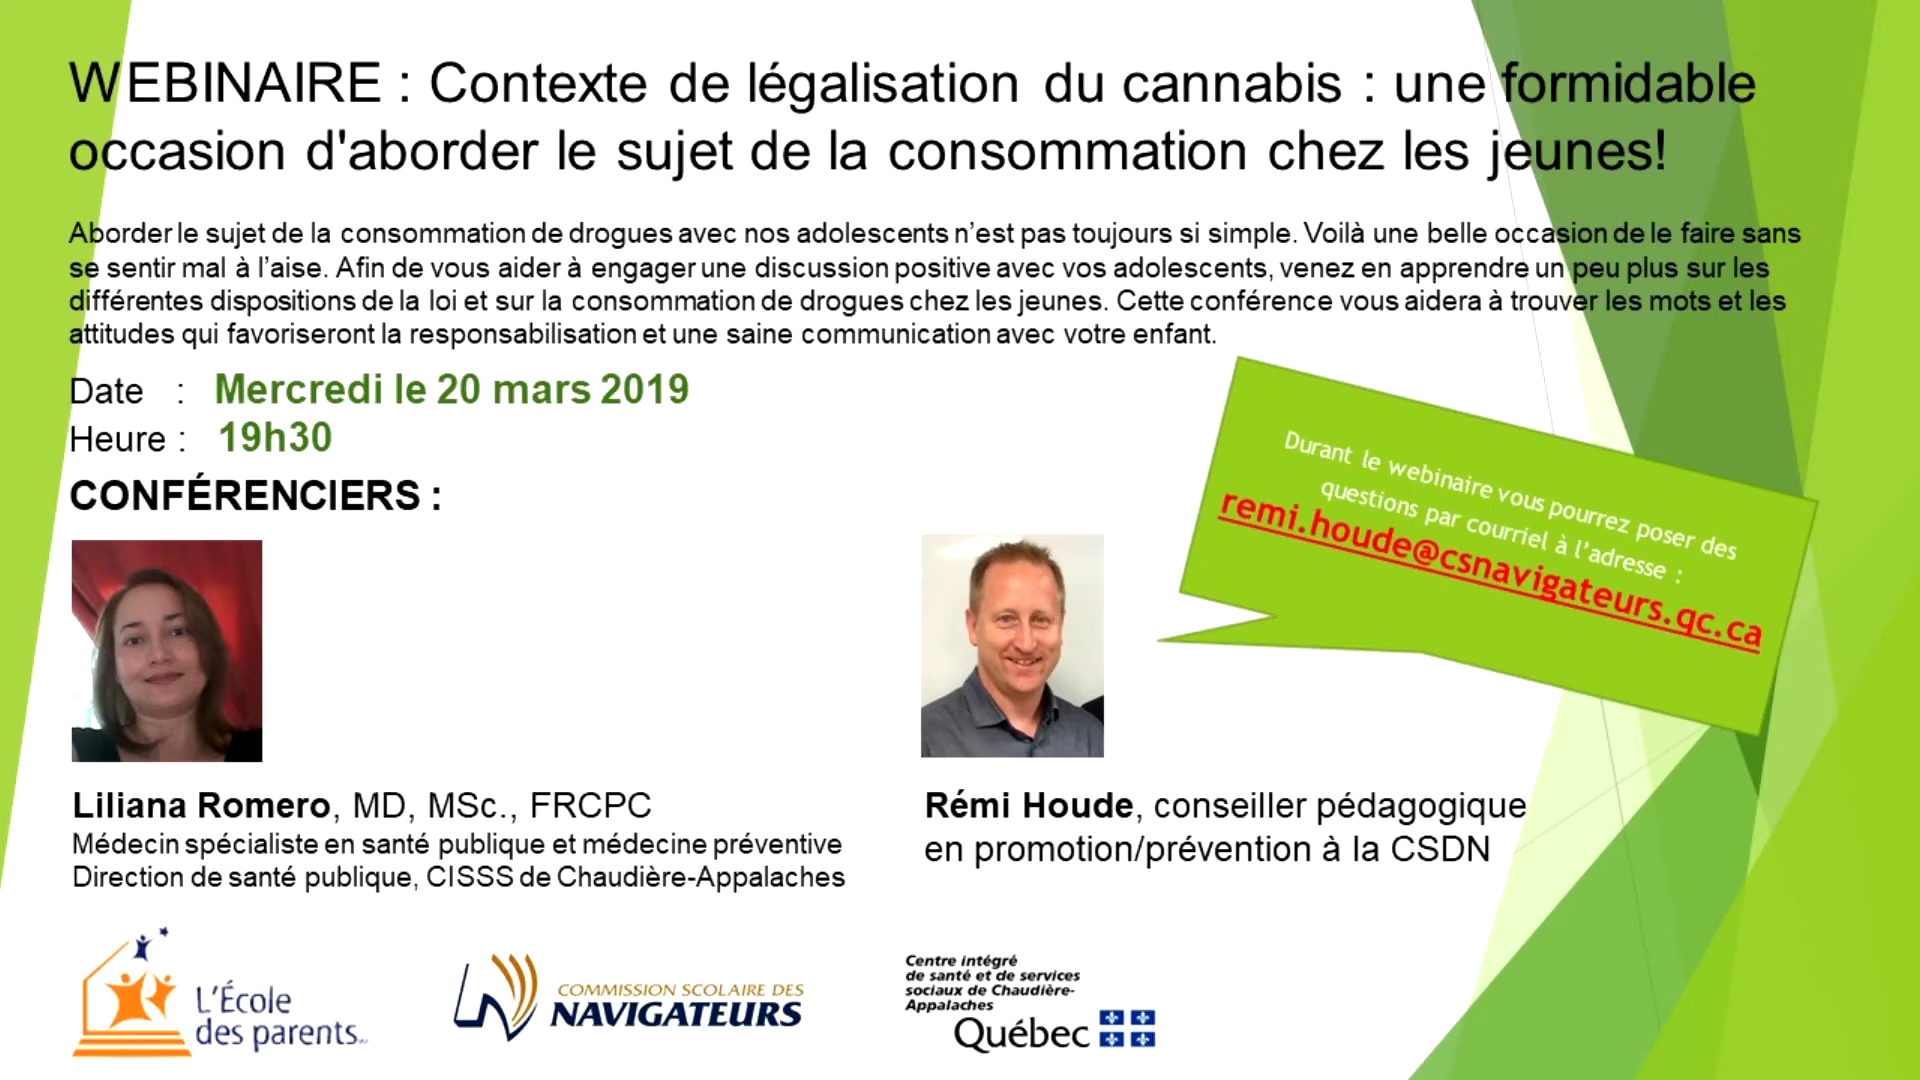 WEBINAIRE : Contexte de légalisation du cannabis : une formidable
occasion d'aborder le sujet de la consommation chez les jeunes!
Aborder le sujet de la consommation de drogues avec nos adolescents n’est pas toujours si simple. Voilà une belle occasion de le faire sans
se sentir mal à l’aise. Afin de vous aider à engager une discussion positive avec vos adolescents, venez en apprendre un peu plus sur les
différentes dispositions de la loi et sur la consommation de drogues chez les jeunes. Cette conférence vous aidera à trouver les mots et les
attitudes qui favoriseront la responsabilisation et une saine communication avec votre enfant.
Date : Mercredi le 20 mars 2019
Heure : 19h30
CONFÉRENCIERS :
Durant le webinaire vous pourrez poser des
questions par courriel à l’adresse :
remi.houde@csnavigateurs.qc.ca
Liliana Romero, MD, MSc., FRCPC
Médecin spécialiste en santé publique et médecine préventive
Direction de santé publique, CISSS de Chaudière-Appalaches
Rémi Houde, conseiller pédagogique
en promotion/prévention à la CSDN
L’École
des parents
COMMISSION SCOLAIRE DES
NAVIGATEURS
Centre intégré
de santé et de services
sociaux de Chaudière-
Appalaches
Québec